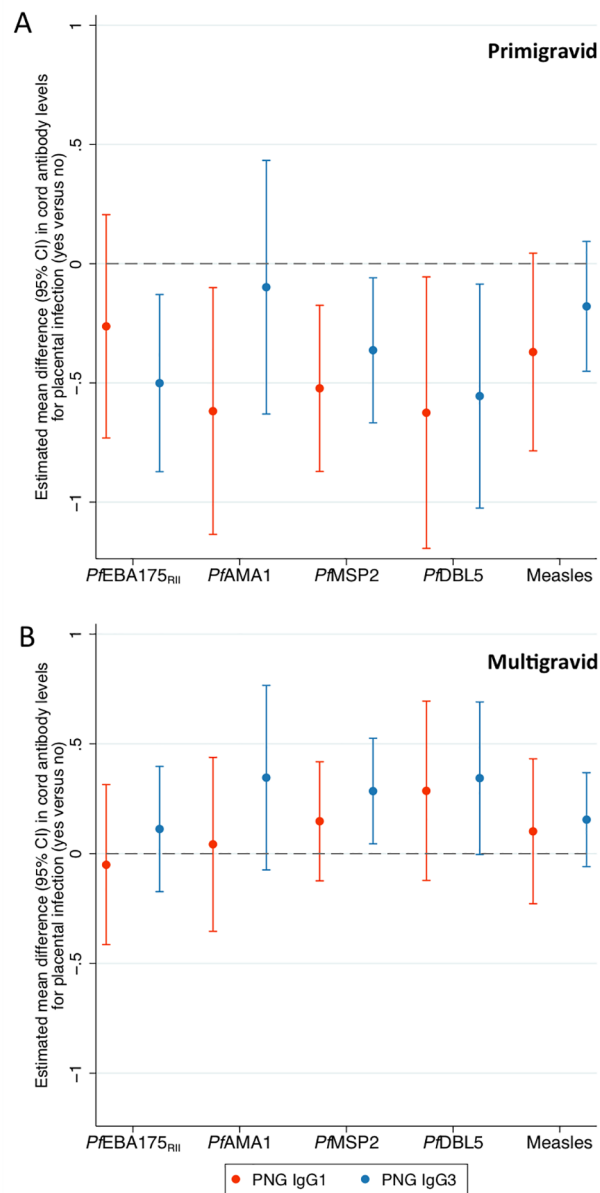 A
Primigravid
Estimated mean difference (95% CI) in cord antibody levels
for placental infection (yes versus no)
1
.5
0
-.5
-1
PfEBA175RII
PfAMA1
PfMSP2
PfDBL5
Measles
B
Multigravid
Estimated mean difference (95% CI) in cord antibody levels
for placental infection (yes versus no)
1
.5
0
-.5
-1
PfEBA175RII
PfAMA1
PfMSP2
PfDBL5
Measles
PNG IgG1
PNG IgG3